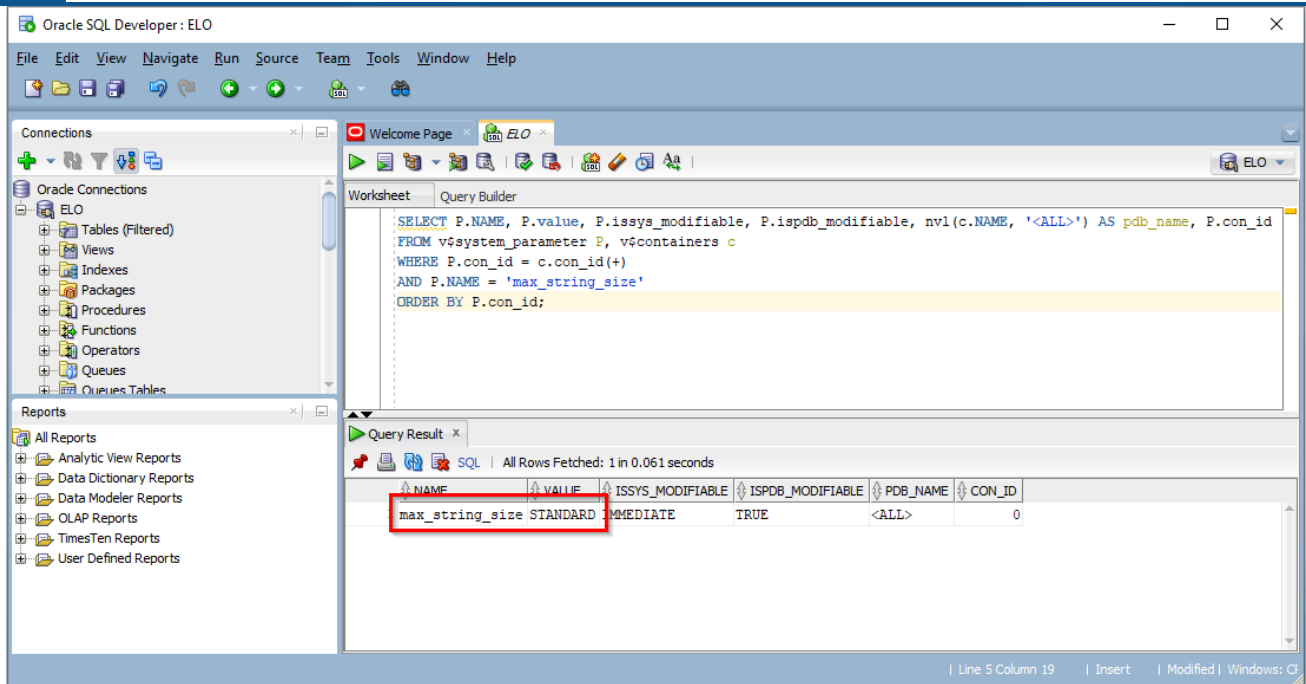 Oracle SQL Developer : ELO
File Edit View Navigate Run Source Team Tools Window Help
Connections
Oracle Connections
ELO
Tables (Filtered)
Views
Indexes
Packages
Procedures
Functions
Operators
Queues
Queues Tables
Reports
All Reports
Analytic View Reports
Data Dictionary Reports
Data Modeler Reports
OLAP Reports
TimesTen Reports
User Defined Reports
Welcome Page ELO
ELO
Worksheet Query Builder
SELECT P.NAME, P.value, P.issys_modifiable, P.ispdb_modifiable, nvl(c.NAME, '<ALL>') AS pdb_name, P.con_id
FROM v$system_parameter P, v$containers c
WHERE P.con_id = c.con_id(+)
AND P.NAME = 'max_string_size'
ORDER BY P.con_id;
Query Result x
SQL | All Rows Fetched: 1 in 0.061 seconds
NAME VALUE ISSYS_MODIFIABLE ISPDB_MODIFIABLE PDB_NAME CON_ID
max_string_size STANDARD IMMEDIATE TRUE <ALL> 0
| Line 5 Column 19 | Insert | Modified | Windows: CR